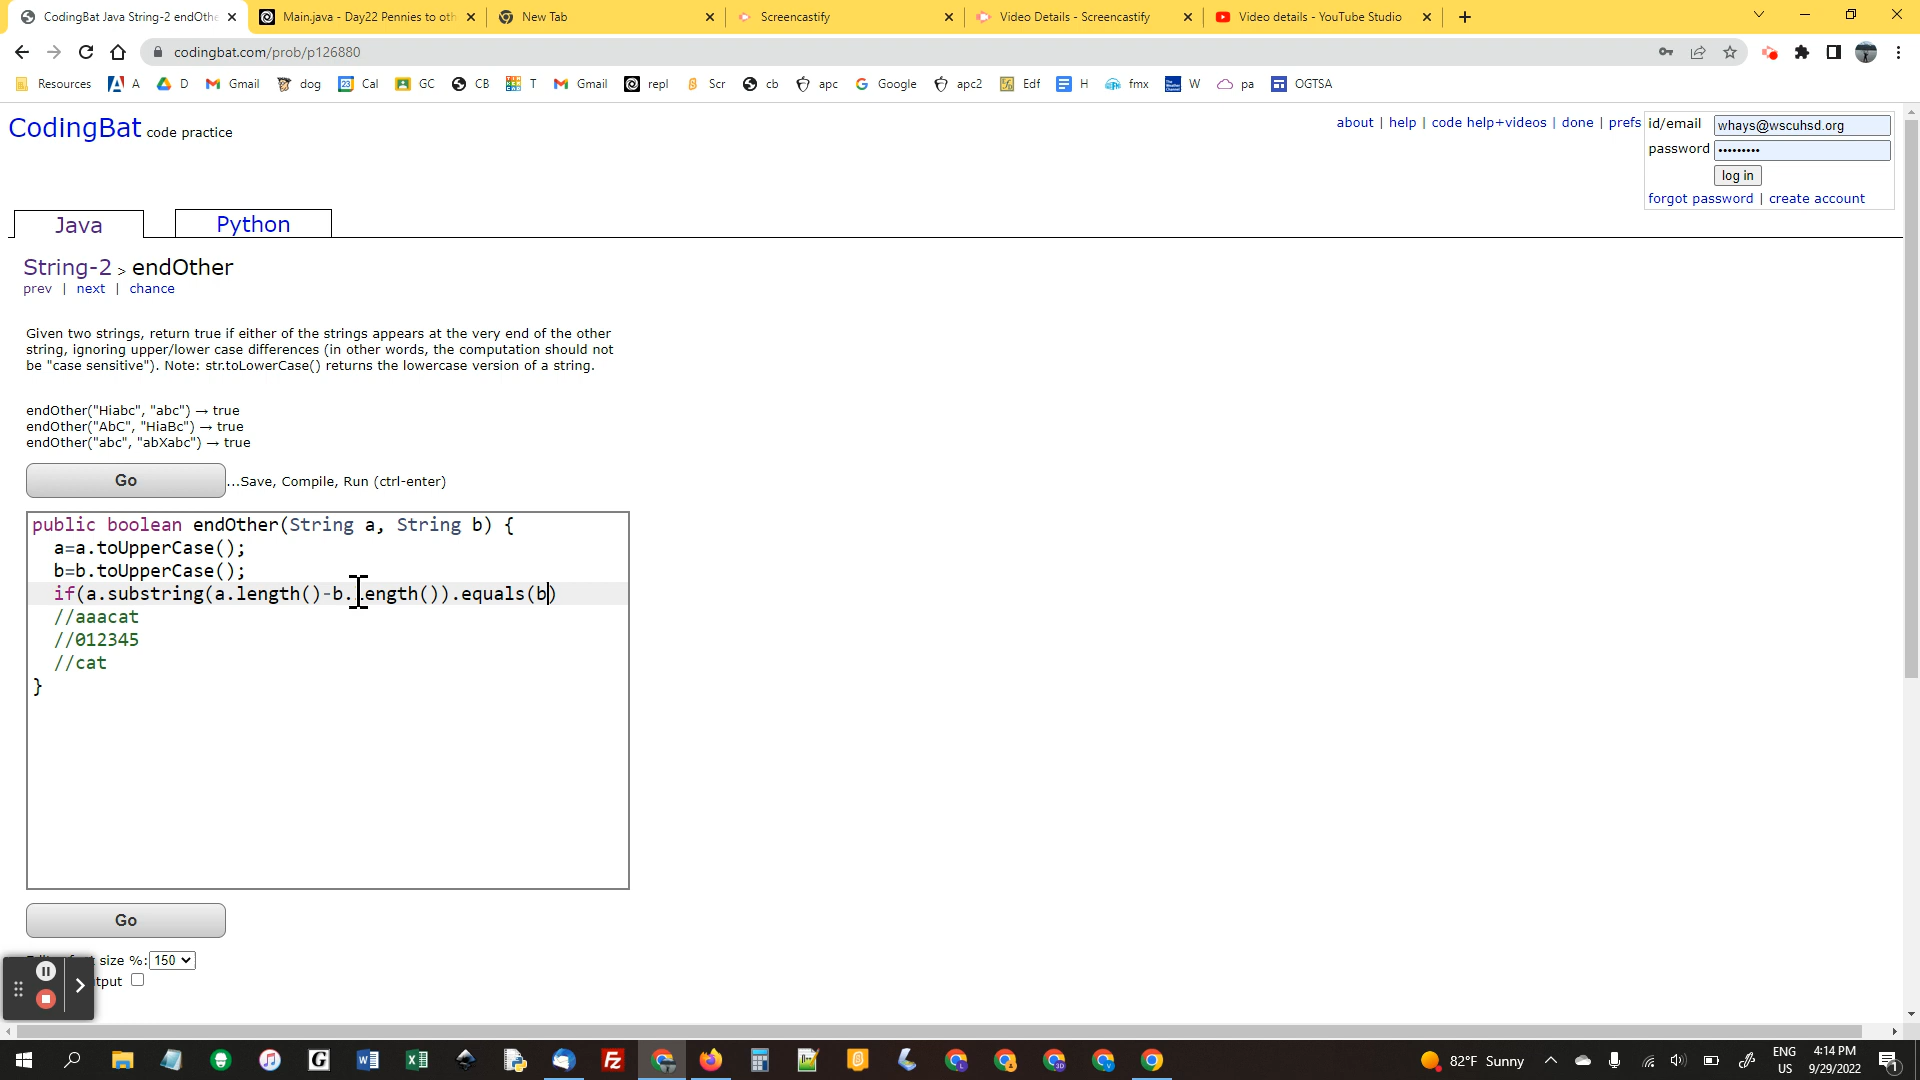 CodingBat Java String-2 endOthe
Main.java - Day22 Pennies to oth
New Tab
Screencastify
Video Details - Screencastify
Video details - YouTube Studio
codingbat.com/prob/p126880
Resources A D Gmail dog Cal GC CB T Gmail repl Scr cb apc Google apc2 Edf H fmx W pa OGTSA
CodingBat code practice
about | help | code help+videos | done | prefs
id/email whays@wscuhsd.org
password •••••••••
log in
forgot password | create account
Java
Python
String-2 > endOther
prev | next | chance
Given two strings, return true if either of the strings appears at the very end of the other
string, ignoring upper/lower case differences (in other words, the computation should not
be "case sensitive"). Note: str.toLowerCase() returns the lowercase version of a string.
endOther("Hiabc", "abc") → true
endOther("AbC", "HiaBc") → true
endOther("abc", "abXabc") → true
Go ...Save, Compile, Run (ctrl-enter)
public boolean endOther(String a, String b) {
a=a.toUpperCase();
b=b.toUpperCase();
if(a.substring(a.length()-b.length()).equals(b)
//aaacat
//012345
//cat
}
Go
size %: 150
tput
82°F Sunny
ENG
US
4:14 PM
9/29/2022
1